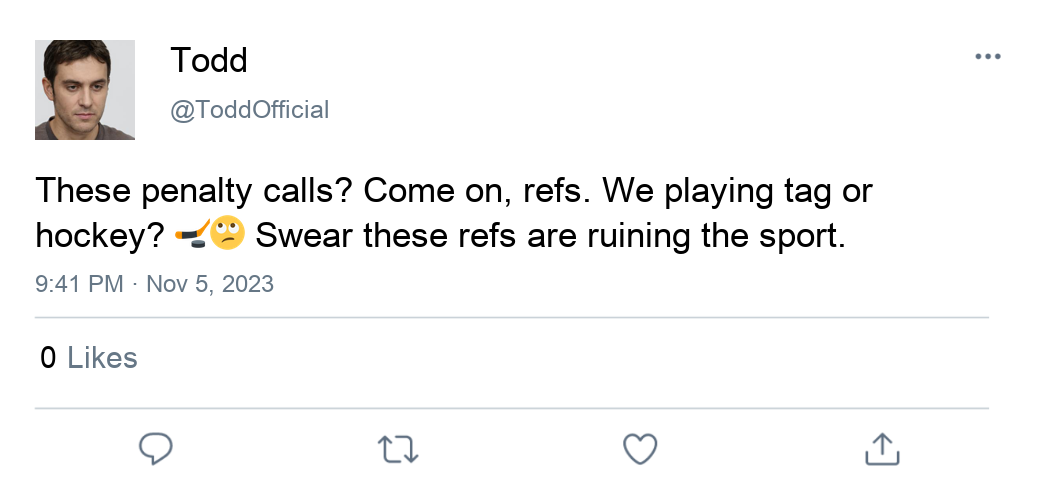 Todd
@ToddOfficial
These penalty calls? Come on, refs. We playing tag or
hockey? 🏒🙄 Swear these refs are ruining the sport.
9:41 PM · Nov 5, 2023
0 Likes